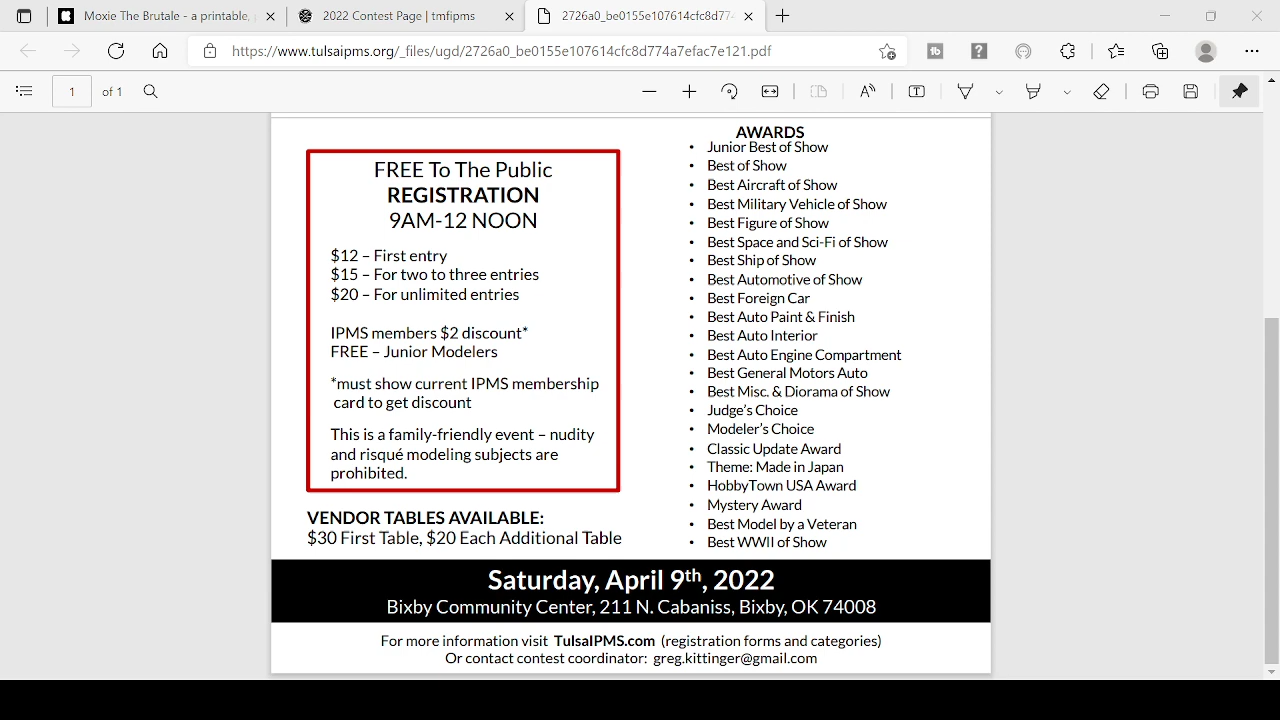 Moxie The Brutale - a printable,
2022 Contest Page | tmfipms
2726a0_be0155e107614cfc8d77
https://www.tulsaipms.org/_files/ugd/2726a0_be0155e107614cfc8d774a7efac7e121.pdf
1 of 1
FREE To The Public
REGISTRATION
9AM-12 NOON
$12 – First entry
$15 – For two to three entries
$20 – For unlimited entries
IPMS members $2 discount*
FREE – Junior Modelers
*must show current IPMS membership
card to get discount
This is a family-friendly event – nudity
and risqué modeling subjects are
prohibited.
VENDOR TABLES AVAILABLE:
$30 First Table, $20 Each Additional Table
AWARDS
• Junior Best of Show
• Best of Show
• Best Aircraft of Show
• Best Military Vehicle of Show
• Best Figure of Show
• Best Space and Sci-Fi of Show
• Best Ship of Show
• Best Automotive of Show
• Best Foreign Car
• Best Auto Paint & Finish
• Best Auto Interior
• Best Auto Engine Compartment
• Best General Motors Auto
• Best Misc. & Diorama of Show
• Judge's Choice
• Modeler's Choice
• Classic Update Award
• Theme: Made in Japan
• HobbyTown USA Award
• Mystery Award
• Best Model by a Veteran
• Best WWII of Show
Saturday, April 9th, 2022
Bixby Community Center, 211 N. Cabaniss, Bixby, OK 74008
For more information visit TulsaIPMS.com (registration forms and categories)
Or contact contest coordinator: greg.kittinger@gmail.com